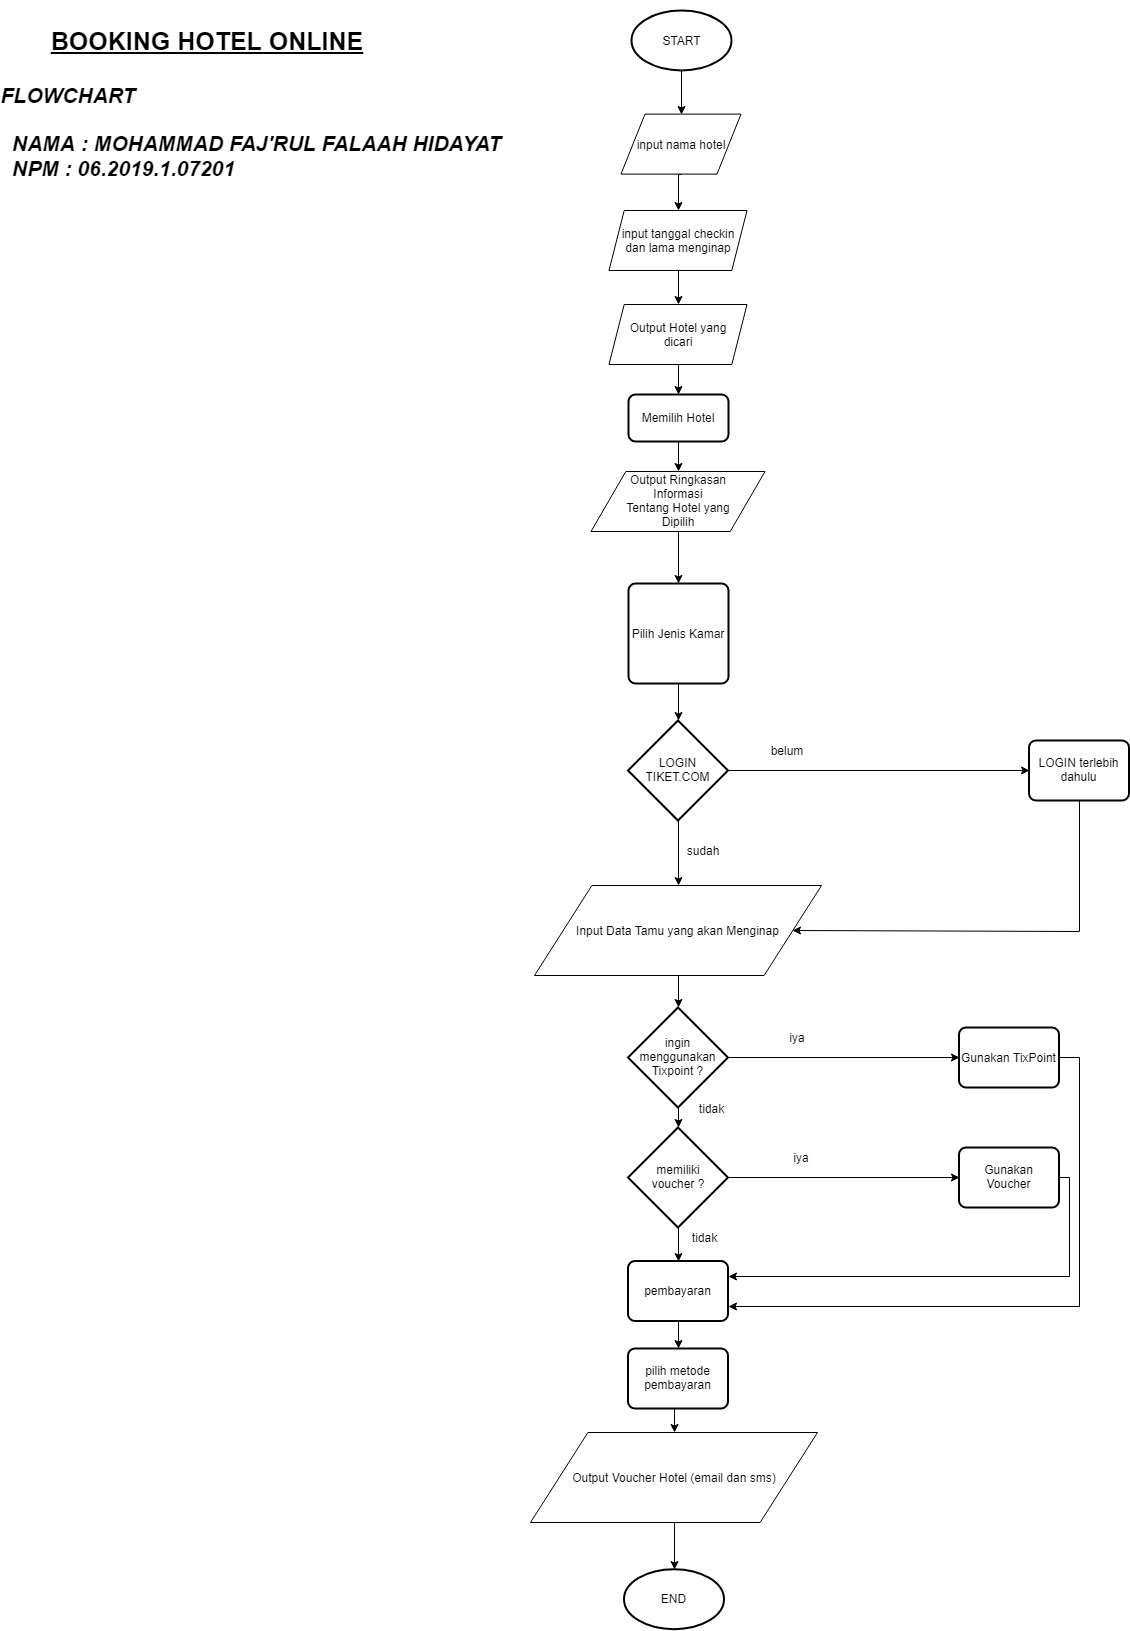 BOOKING HOTEL ONLINE
FLOWCHART
NAMA : MOHAMMAD FAJ'RUL FALAAH HIDAYAT
NPM : 06.2019.1.07201
START
input nama hotel
input tanggal checkin
dan lama menginap
Output Hotel yang
dicari
Memilih Hotel
Output Ringkasan
Informasi
Tentang Hotel yang
Dipilih
Pilih Jenis Kamar
LOGIN
TIKET.COM
belum
LOGIN terlebih
dahulu
sudah
Input Data Tamu yang akan Menginap
ingin
menggunakan
Tixpoint ?
iya
Gunakan TixPoint
tidak
memiliki
voucher ?
iya
Gunakan
Voucher
tidak
pembayaran
pilih metode
pembayaran
Output Voucher Hotel (email dan sms)
END